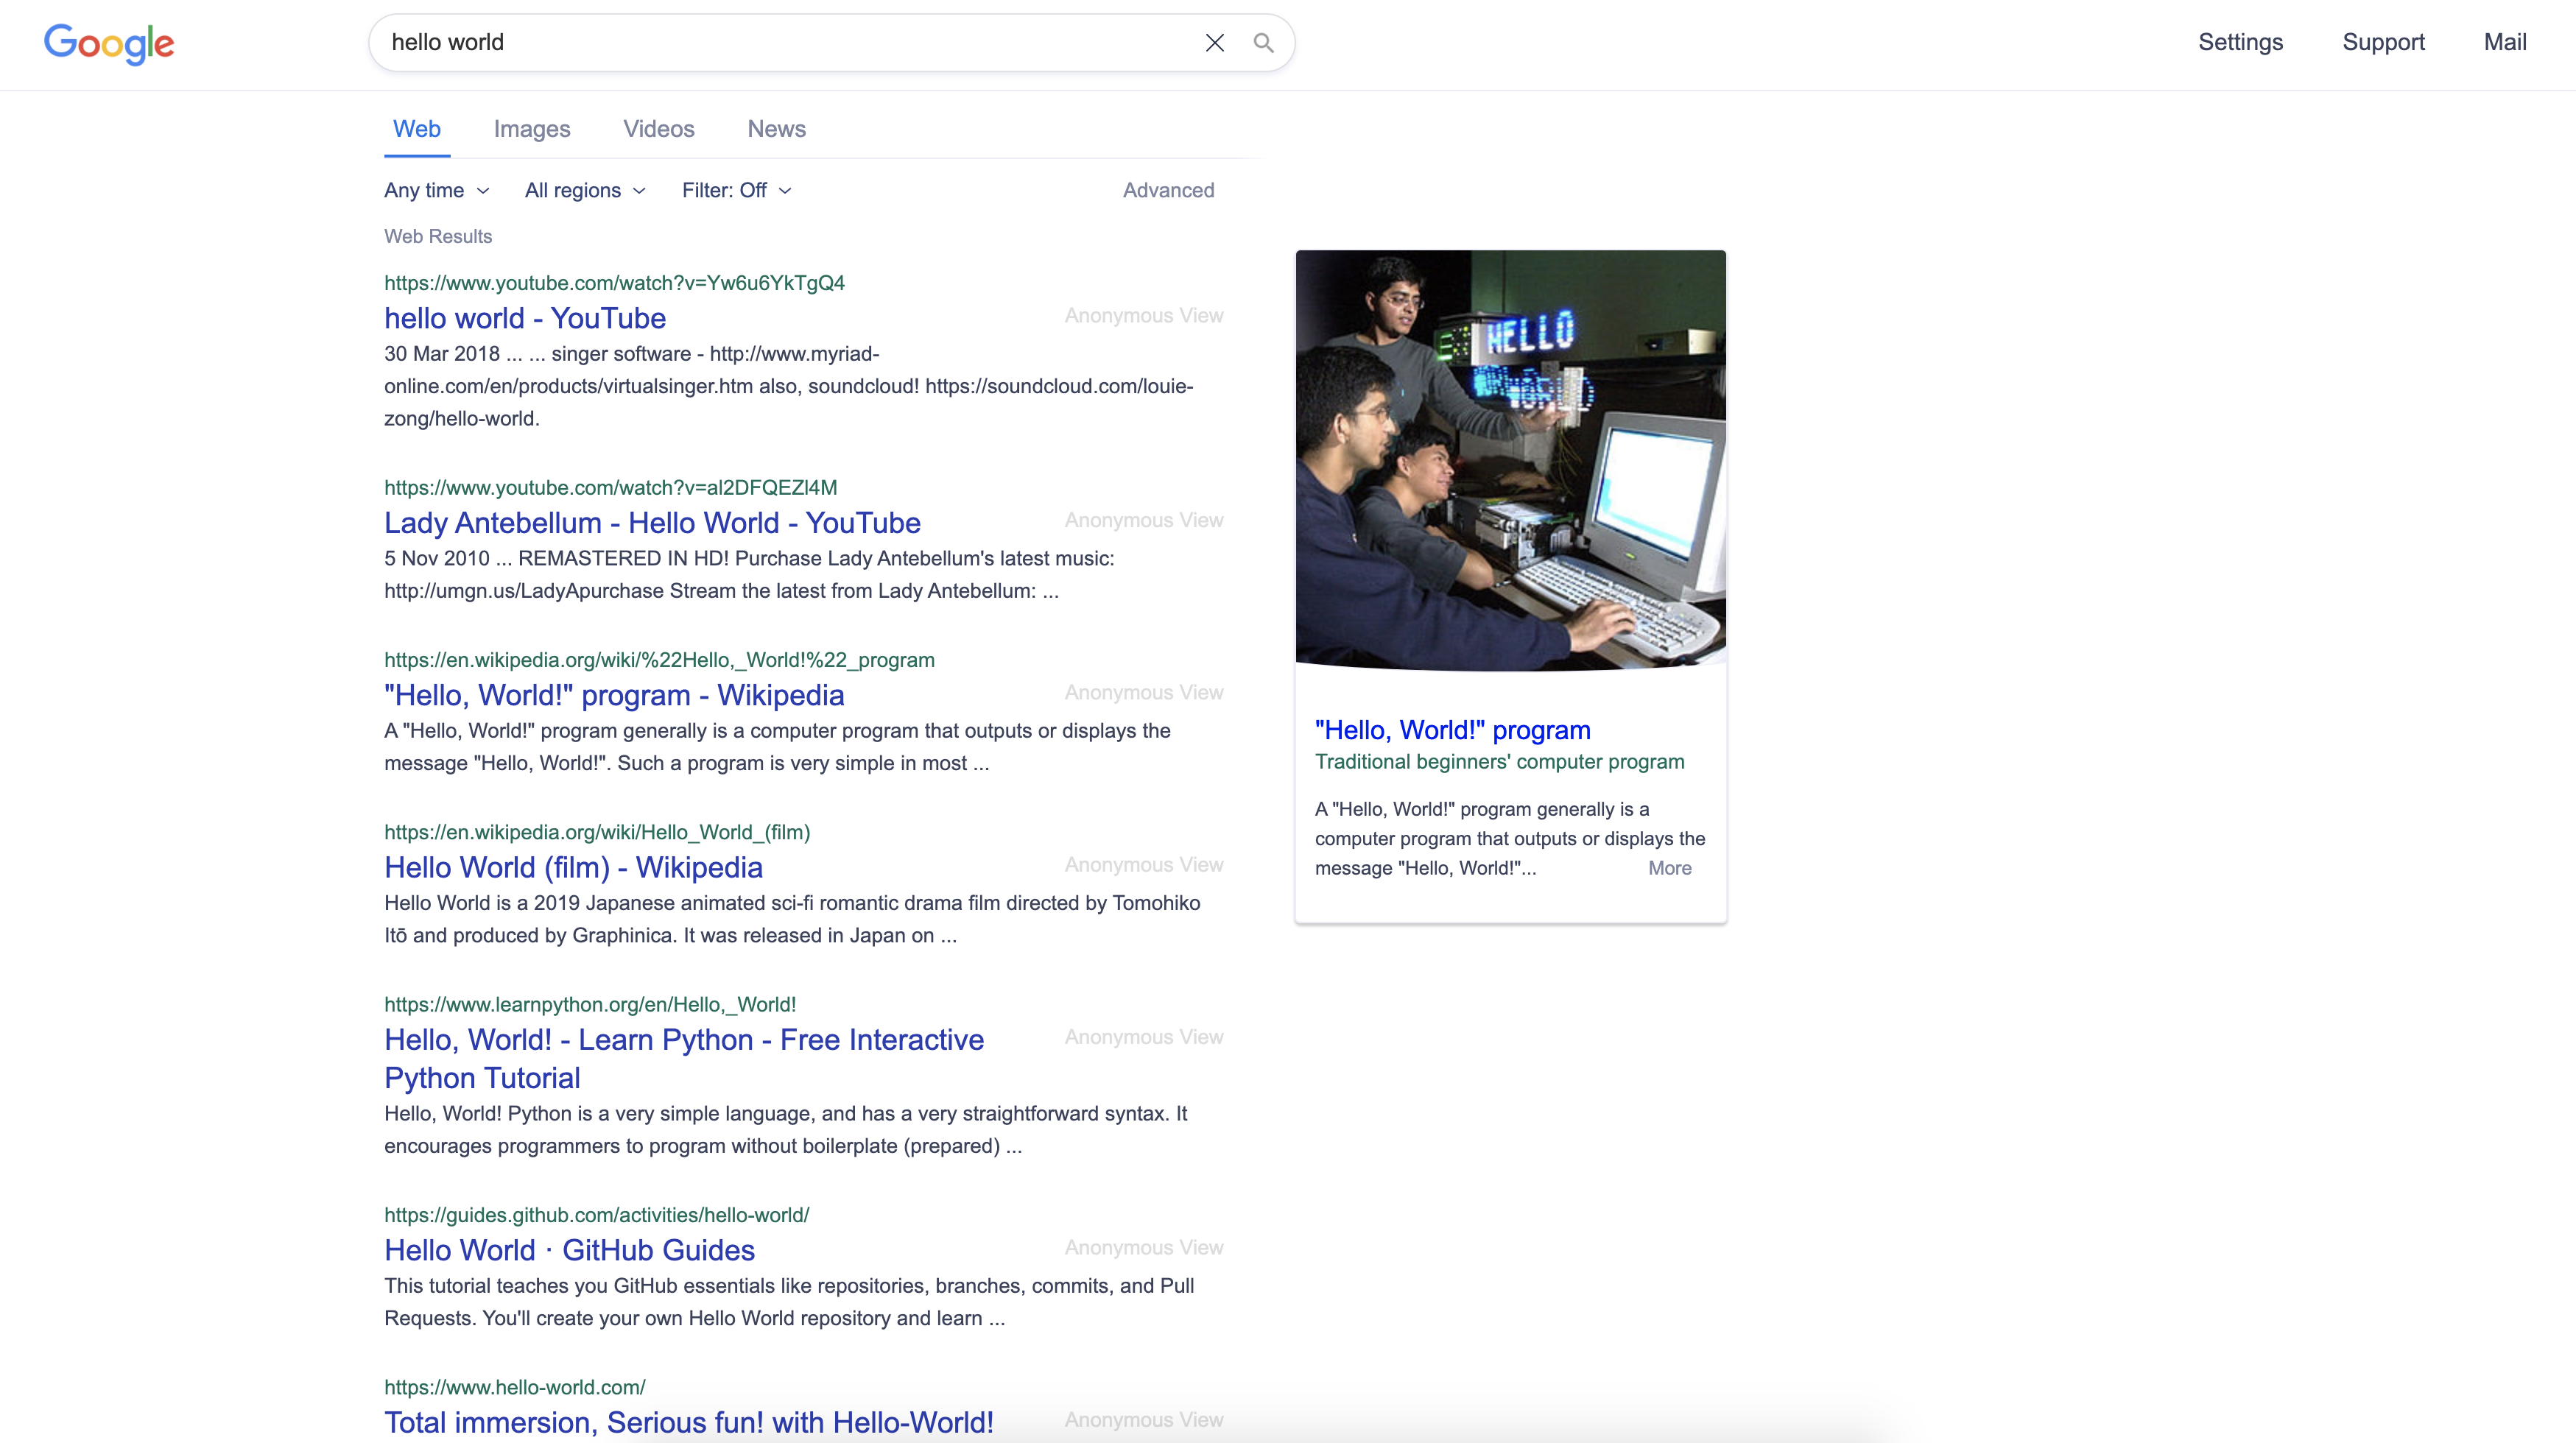 Google
hello world
Settings Support Mail
Web Images Videos News
Any time All regions Filter: Off Advanced
Web Results
https://www.youtube.com/watch?v=Yw6u6YkTgQ4
hello world - YouTube
Anonymous View
30 Mar 2018 ... ... singer software - http://www.myriad-
online.com/en/products/virtualsinger.htm also, soundcloud! https://soundcloud.com/louie-
zong/hello-world.
https://www.youtube.com/watch?v=al2DFQEZl4M
Lady Antebellum - Hello World - YouTube
Anonymous View
5 Nov 2010 ... REMASTERED IN HD! Purchase Lady Antebellum's latest music:
http://umgn.us/LadyApurchase Stream the latest from Lady Antebellum: ...
https://en.wikipedia.org/wiki/%22Hello,_World!%22_program
"Hello, World!" program - Wikipedia
Anonymous View
A "Hello, World!" program generally is a computer program that outputs or displays the
message "Hello, World!". Such a program is very simple in most ...
https://en.wikipedia.org/wiki/Hello_World_(film)
Hello World (film) - Wikipedia
Anonymous View
Hello World is a 2019 Japanese animated sci-fi romantic drama film directed by Tomohiko
Itō and produced by Graphinica. It was released in Japan on ...
https://www.learnpython.org/en/Hello,_World!
Hello, World! - Learn Python - Free Interactive
Python Tutorial
Anonymous View
Hello, World! Python is a very simple language, and has a very straightforward syntax. It
encourages programmers to program without boilerplate (prepared) ...
https://guides.github.com/activities/hello-world/
Hello World · GitHub Guides
Anonymous View
This tutorial teaches you GitHub essentials like repositories, branches, commits, and Pull
Requests. You'll create your own Hello World repository and learn ...
https://www.hello-world.com/
Total immersion, Serious fun! with Hello-World!
Anonymous View
HELLO
WORLD
"Hello, World!" program
Traditional beginners' computer program
A "Hello, World!" program generally is a
computer program that outputs or displays the
message "Hello, World!"...
More